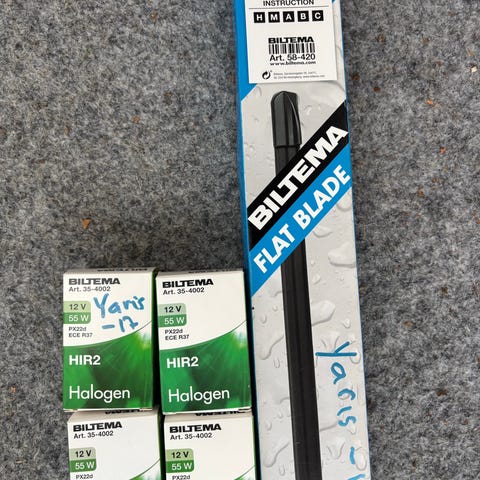 INSTRUCTION
H M A B C
BILTEMA
Art. 58-420
www.biltema.com
BILTEMA
FLAT BLADE
Yaris -
BILTEMA
Art. 35-4002
12 V
55 W
PX22d
ECE R37
HIR2
Halogen
Yaris
-17
BILTEMA
Art. 35-4002
12 V
55 W
PX22d
ECE R37
HIR2
Halogen
BILTEMA
Art. 35-4002
12 V
55 W
PX22d
BILTEMA
Art. 35-4002
12 V
55 W
PX22d